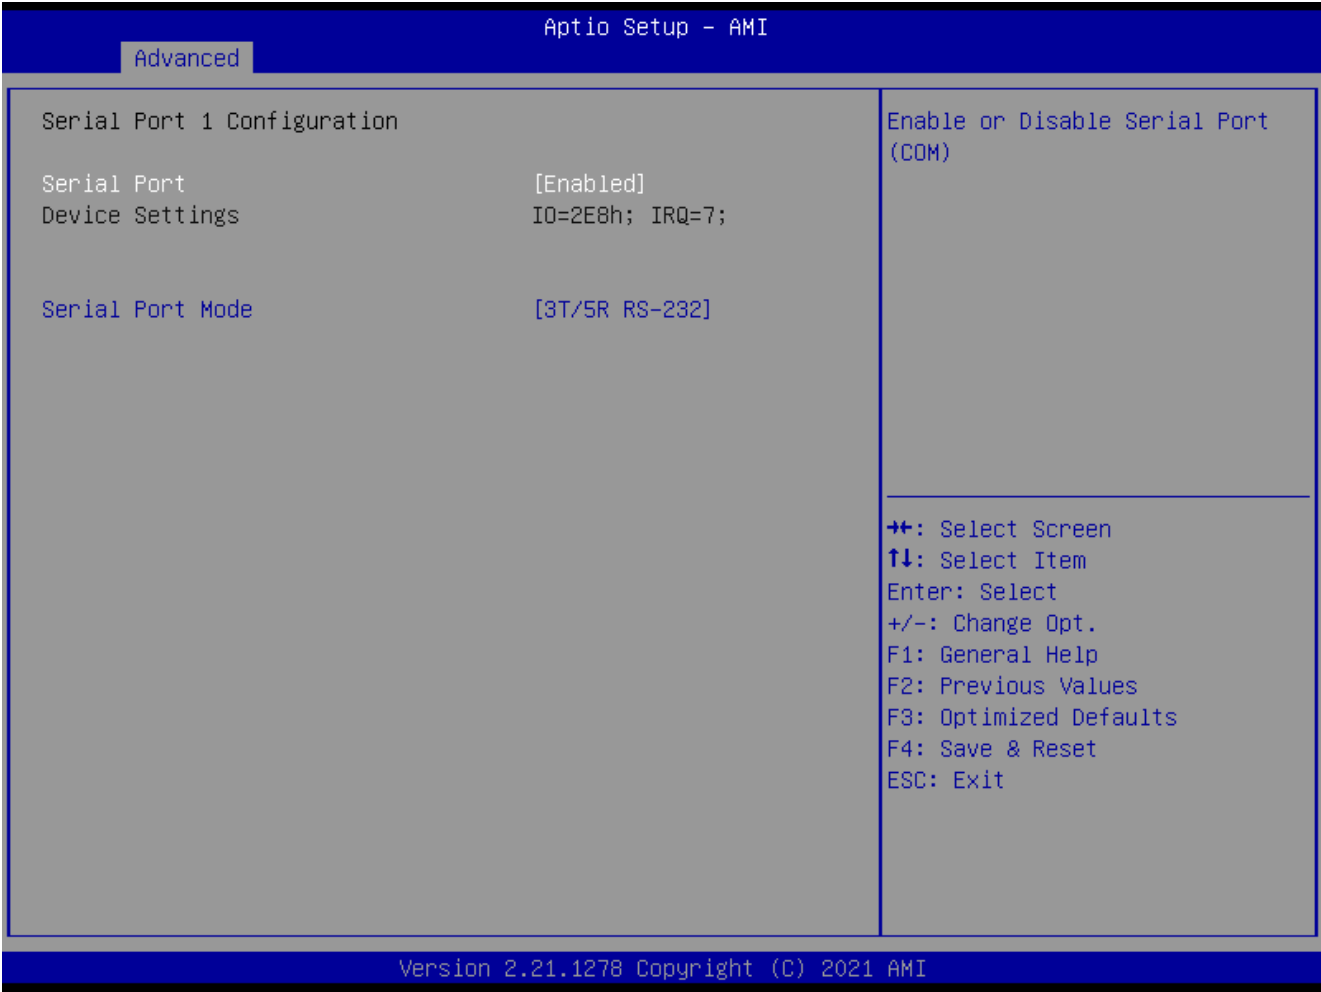 Aptio Setup – AMI
Advanced
Serial Port 1 Configuration
Serial Port [Enabled]
Device Settings IO=2E8h; IRQ=7;
Serial Port Mode [3T/5R RS-232]
Enable or Disable Serial Port
(COM)
→←: Select Screen
↑↓: Select Item
Enter: Select
+/-: Change Opt.
F1: General Help
F2: Previous Values
F3: Optimized Defaults
F4: Save & Reset
ESC: Exit
Version 2.21.1278 Copyright (C) 2021 AMI